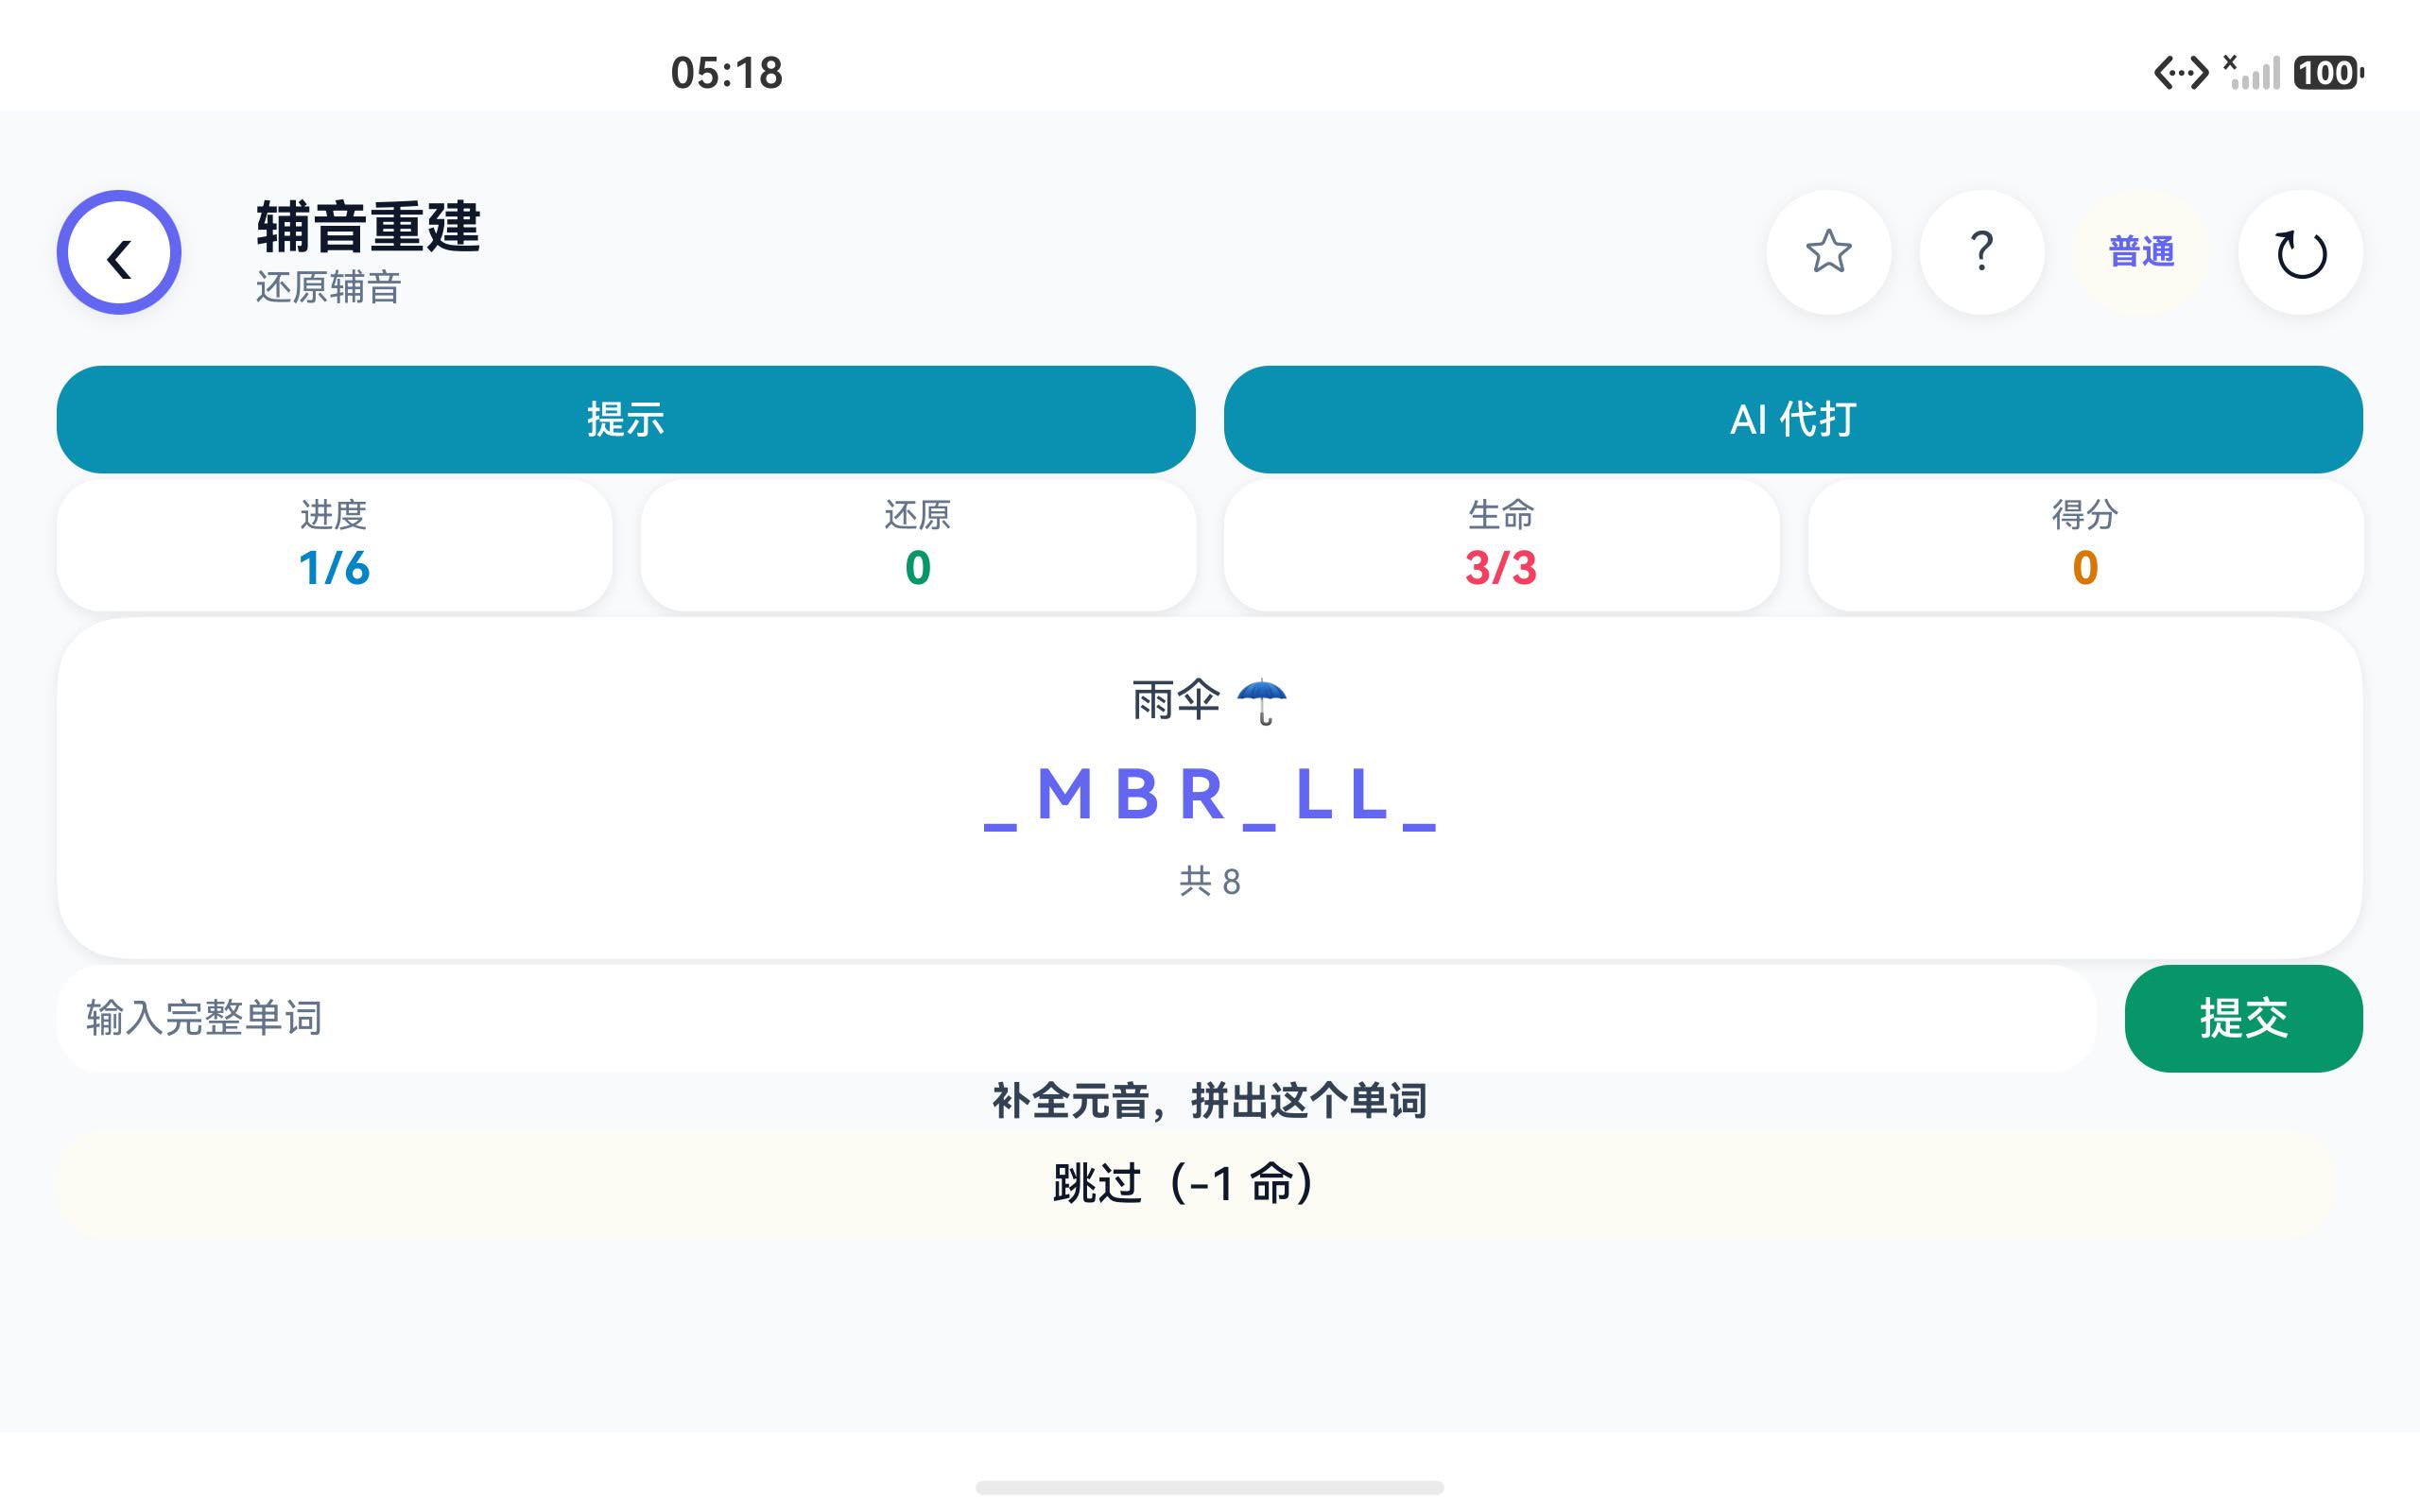 05:18
100
辅音重建
还原辅音
?
普通
提示
AI 代打
进度
1/6
还原
0
生命
3/3
得分
0
雨伞 ☂️
_ M B R _ L L _
共 8
输入完整单词
提交
补全元音，拼出这个单词
跳过（-1 命）